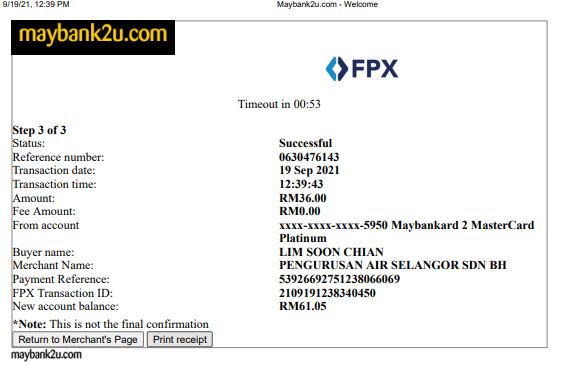 9/19/21, 12:39 PM Maybank2u.com - Welcome
maybank2u.com
FPX
Timeout in 00:53
Step 3 of 3
Status: Successful
Reference number: 0630476143
Transaction date: 19 Sep 2021
Transaction time: 12:39:43
Amount: RM36.00
Fee Amount: RM0.00
From account xxxx-xxxx-xxxx-5950 Maybankard 2 MasterCard
Platinum
Buyer name: LIM SOON CHIAN
Merchant Name: PENGURUSAN AIR SELANGOR SDN BH
Payment Reference: 53926692751238066069
FPX Transaction ID: 2109191238340450
New account balance: RM61.05
*Note: This is not the final confirmation
Return to Merchant's Page Print receipt
maybank2u.com